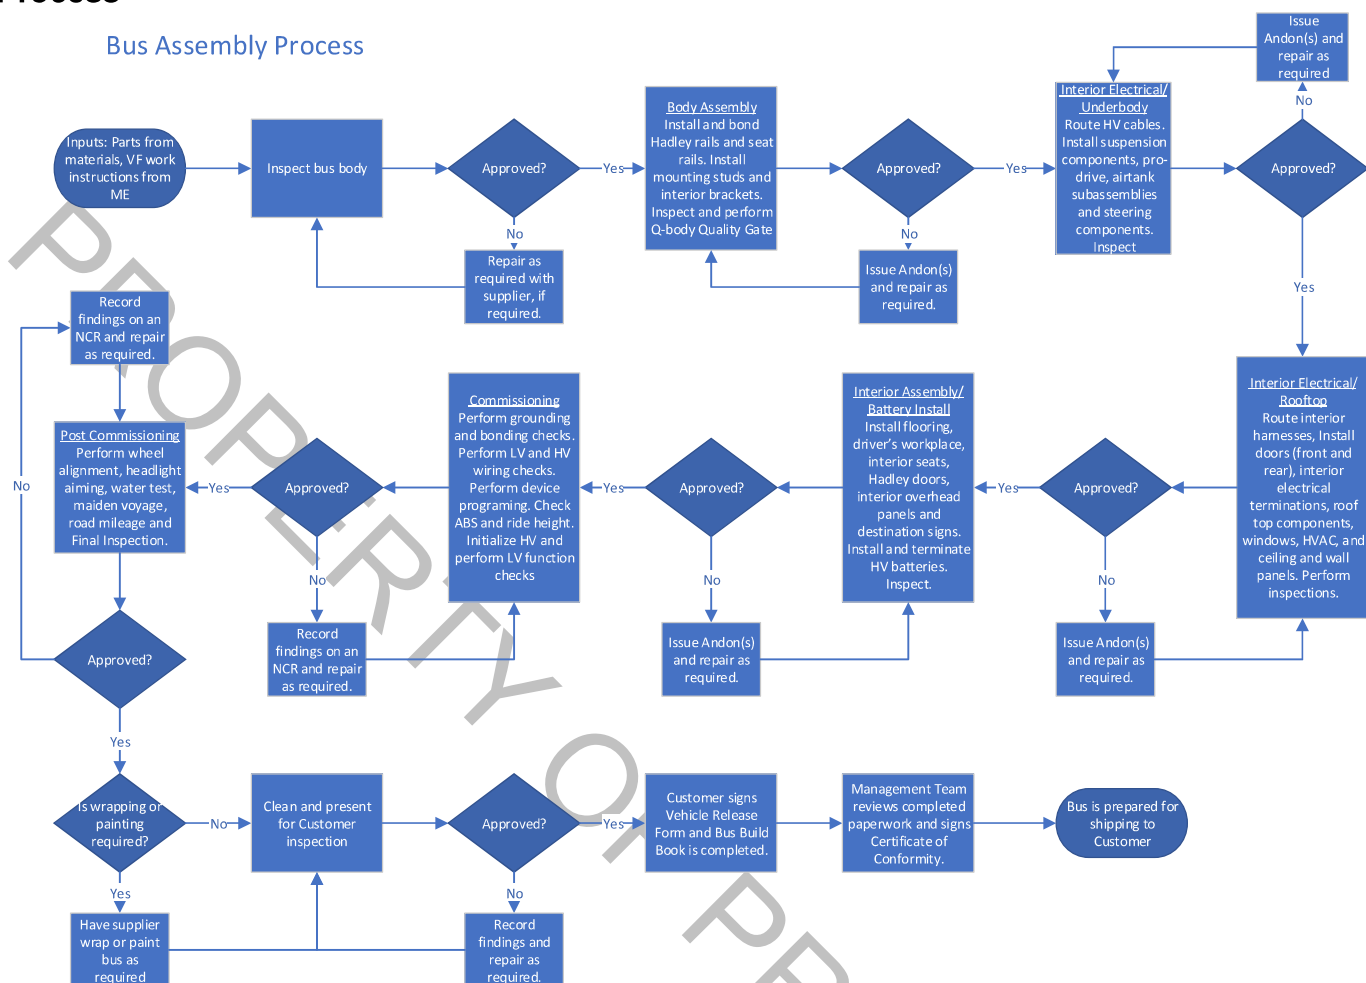 Process
Bus Assembly Process
Inputs: Parts from
materials, VF work
instructions from
ME
Inspect bus body
Approved?
Yes
No
Repair as
required with
supplier, if
required.
Body Assembly
Install and bond
Hadley rails and seat
rails. Install
mounting studs and
interior brackets.
Inspect and perform
Q-body Quality Gate
Approved?
Yes
No
Issue Andon(s)
and repair as
required.
Interior Electrical/
Underbody
Route HV cables.
Install suspension
components, pro-
drive, airtank
subassemblies
and steering
components.
Inspect
Approved?
No
Issue
Andon(s) and
repair as
required
Yes
Interior Electrical/
Rooftop
Route interior
harnesses, Install
doors (front and
rear), interior
electrical
terminations, roof
top components,
windows, HVAC, and
ceiling and wall
panels. Perform
inspections.
Approved?
Yes
No
Issue Andon(s)
and repair as
required.
Interior Assembly/
Battery Install
Install flooring,
driver's workplace,
interior seats,
Hadley doors,
interior overhead
panels and
destination signs.
Install and terminate
HV batteries.
Inspect.
Approved?
Yes
No
Issue Andon(s)
and repair as
required.
Commissioning
Perform grounding
and bonding checks.
Perform LV and HV
wiring checks.
Perform device
programing. Check
ABS and ride height.
Initialize HV and
perform LV function
checks
Approved?
Yes
No
Record
findings on an
NCR and repair
as required.
Post Commissioning
Perform wheel
alignment, headlight
aiming, water test,
maiden voyage,
road mileage and
Final Inspection.
Approved?
No
Record
findings on an
NCR and repair
as required.
Yes
Is wrapping or
painting
required?
Yes
Have supplier
wrap or paint
bus as
required
No
Clean and present
for Customer
inspection
Approved?
No
Record
findings and
repair as
required.
Yes
Customer signs
Vehicle Release
Form and Bus Build
Book is completed.
Management Team
reviews completed
paperwork and signs
Certificate of
Conformity.
Bus is prepared for
shipping to
Customer
PROPERTY OF